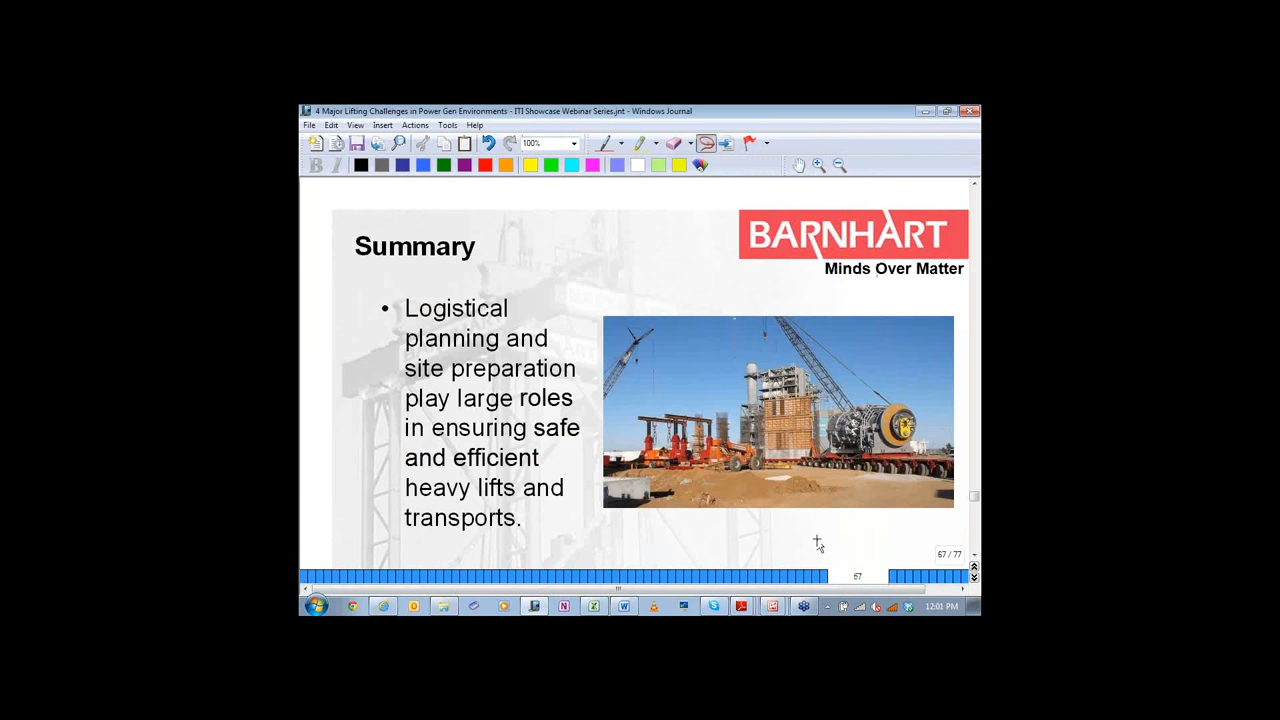 4 Major Lifting Challenges in Power Gen Environments - ITI Showcase Webinar Series.jnt - Windows Journal
File Edit View Insert Actions Tools Help
100%
B I
BARNHART
Minds Over Matter
Summary
• Logistical
planning and
site preparation
play large roles
in ensuring safe
and efficient
heavy lifts and
transports.
67 / 77
67
12:01 PM